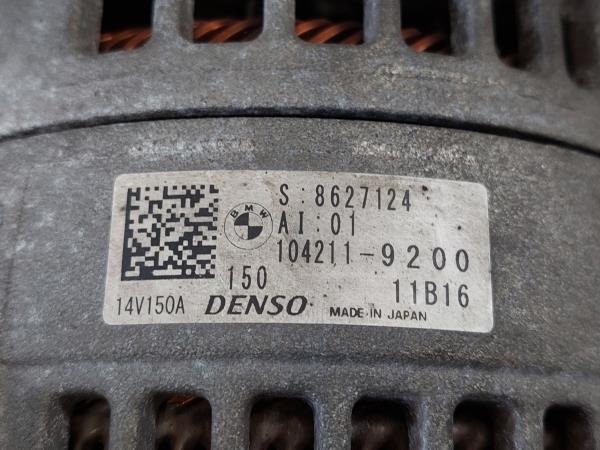 BMW
S:8627124
AI:01
104211-9200
150 11B16
14V150A DENSO MADE IN JAPAN